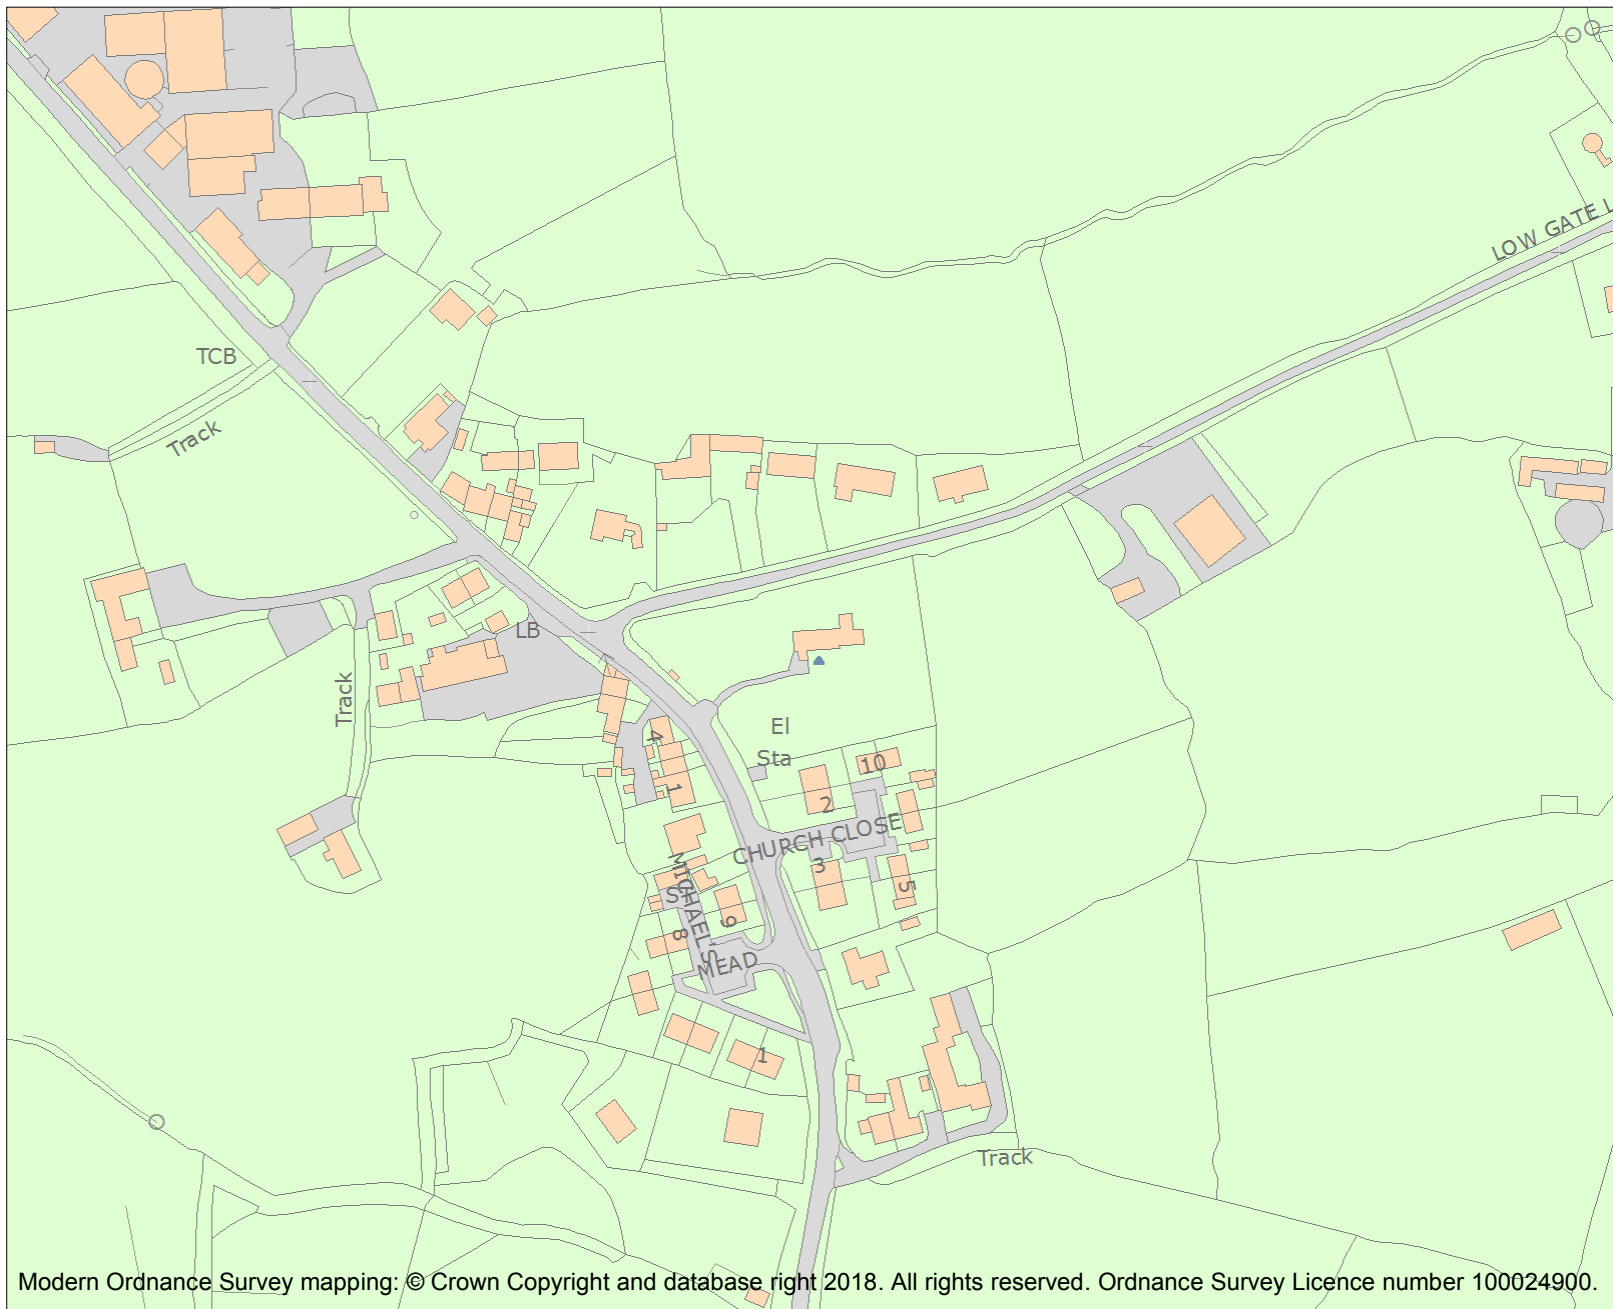 LOW GATE L
TCB
Track
LB
Track
El
Sta
4
1
10
2
CHURCH CLOSE
3
5
ST
MICHAEL'S
MEAD
9
8
1
Track
Modern Ordnance Survey mapping: © Crown Copyright and database right 2018. All rights reserved. Ordnance Survey Licence number 100024900.